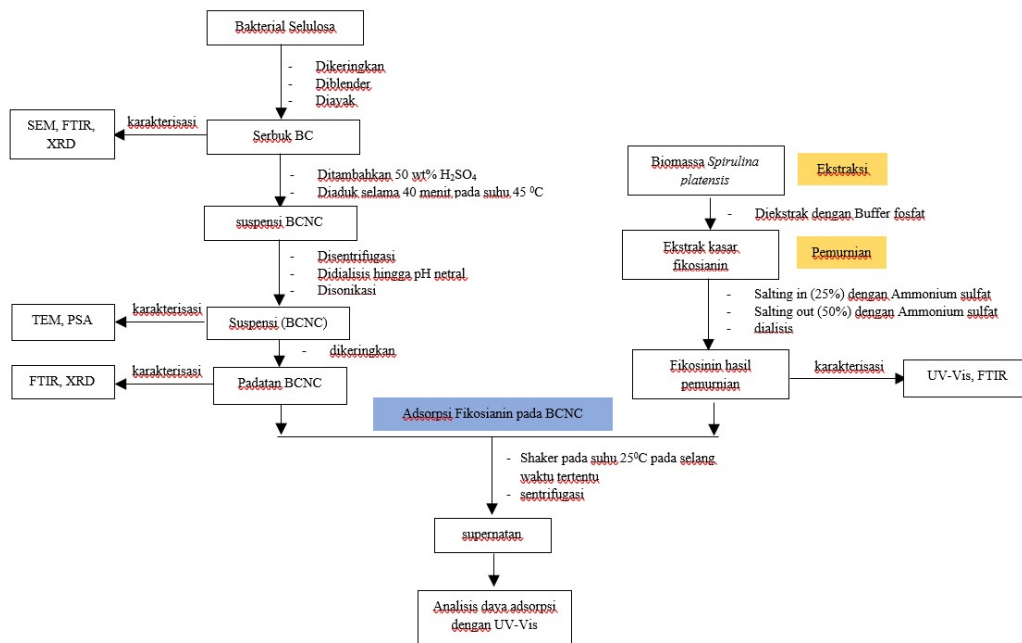 Bakterial Selulosa
- Dikeringkan
- Diblender
- Diayak
SEM, FTIR,
XRD
karakterisasi
Serbuk BC
- Ditambahkan 50 wt% H₂SO₄
- Diaduk selama 40 menit pada suhu 45 ⁰C
suspensi BCNC
- Disentrifugasi
- Didialisis hingga pH netral
- Disonikasi
TEM, PSA
karakterisasi
Suspensi (BCNC)
- dikeringkan
FTIR, XRD
karakterisasi
Padatan BCNC
Biomassa Spirulina
platensis
Ekstraksi
- Diekstrak dengan Buffer fosfat
Ekstrak kasar
fikosianin
Pemurnian
- Salting in (25%) dengan Ammonium sulfat
- Salting out (50%) dengan Ammonium sulfat
- dialisis
Fikosinin hasil
pemurnian
karakterisasi
UV-Vis, FTIR
Adsorpsi Fikosianin pada BCNC
- Shaker pada suhu 25⁰C pada selang
waktu tertentu
- sentrifugasi
supernatan
Analisis daya adsorpsi
dengan UV-Vis